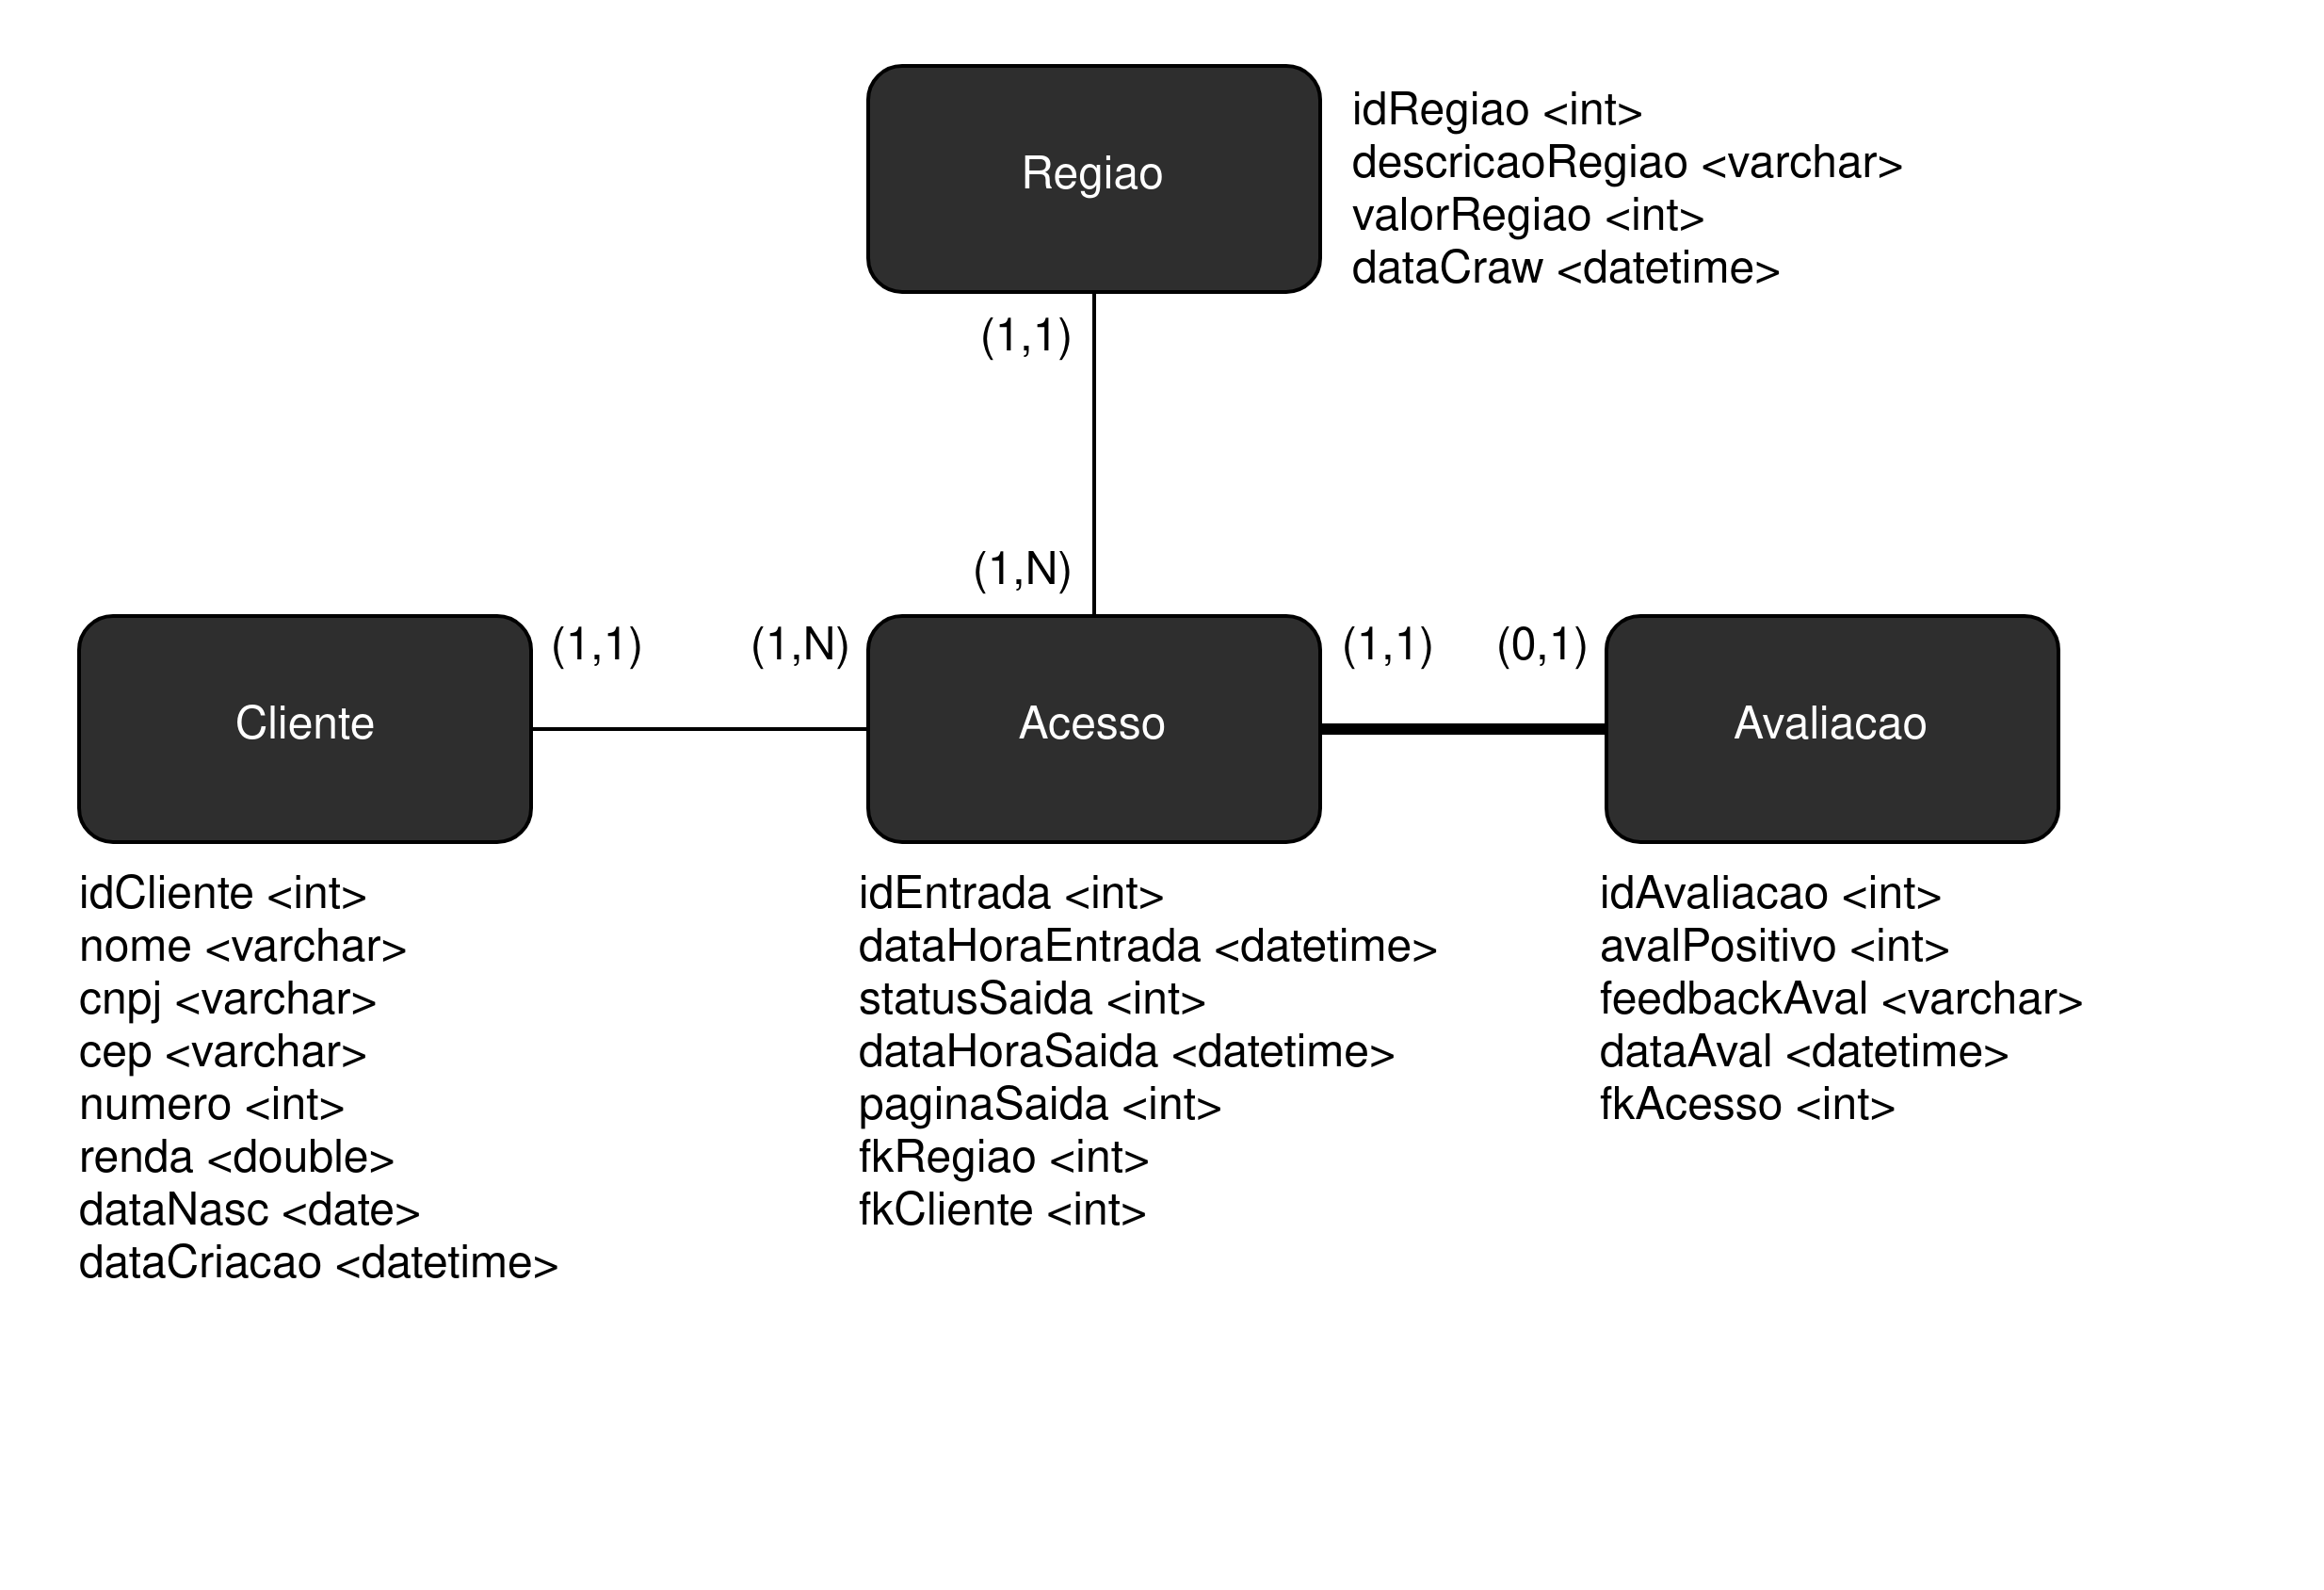 Regiao
idRegiao <int>
descricaoRegiao <varchar>
valorRegiao <int>
dataCraw <datetime>
(1,1)
(1,N)
Cliente
(1,1)
(1,N)
Acesso
(1,1)
(0,1)
Avaliacao
idCliente <int>
nome <varchar>
cnpj <varchar>
cep <varchar>
numero <int>
renda <double>
dataNasc <date>
dataCriacao <datetime>
idEntrada <int>
dataHoraEntrada <datetime>
statusSaida <int>
dataHoraSaida <datetime>
paginaSaida <int>
fkRegiao <int>
fkCliente <int>
idAvaliacao <int>
avalPositivo <int>
feedbackAval <varchar>
dataAval <datetime>
fkAcesso <int>